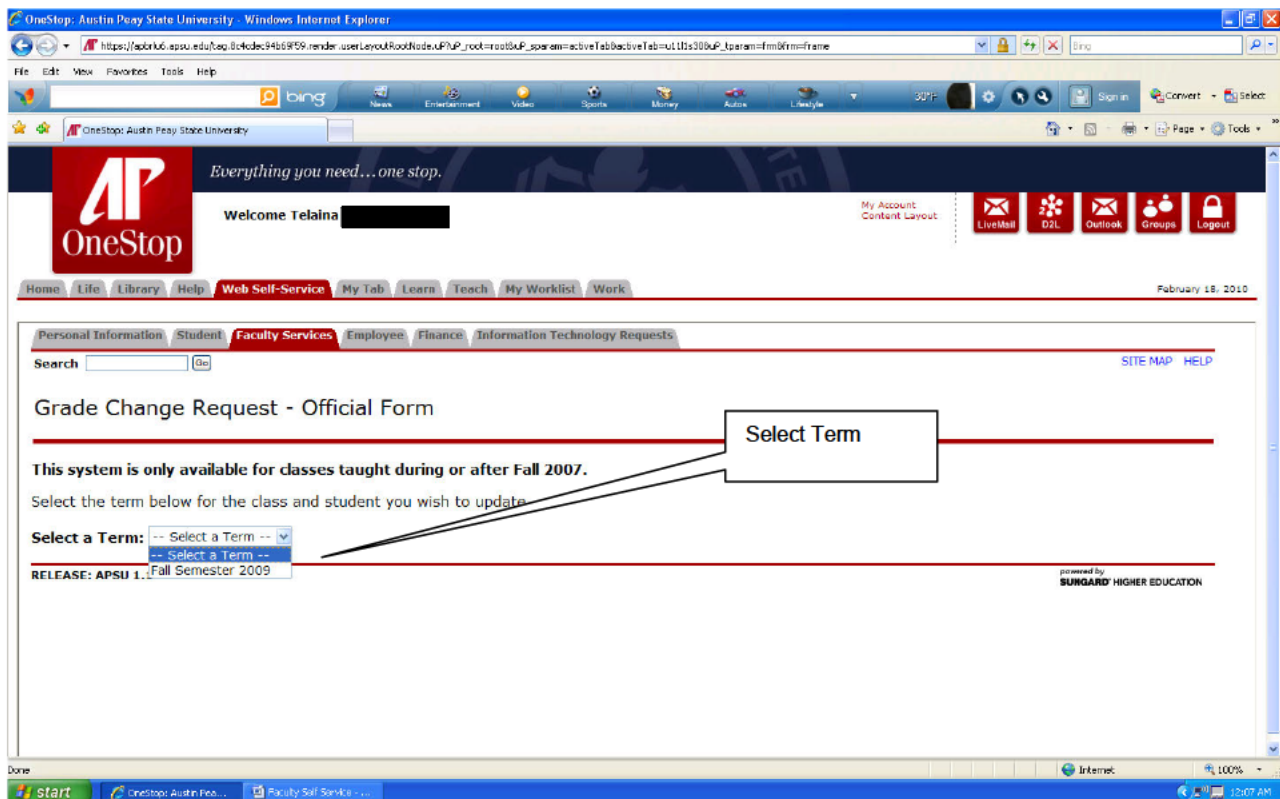 OneStop: Austin Peay State University - Windows Internet Explorer
Bing
File Edit View Favorites Tools Help
bing News Entertainment Video Sports Money Autos Lifestyle 30°F Sign in Convert Select
OneStop: Austin Peay State University Page Tools
AP
Everything you need...one stop.
OneStop
Welcome Telaina
My Account
Content Layout
LiveMail D2L Outlook Groups Logout
Home Life Library Help Web Self-Service My Tab Learn Teach My Worklist Work February 18, 2010
Personal Information Student Faculty Services Employee Finance Information Technology Requests
Search Go SITE MAP HELP
Grade Change Request - Official Form
Select Term
This system is only available for classes taught during or after Fall 2007.
Select the term below for the class and student you wish to update
Select a Term: -- Select a Term --
-- Select a Term --
Fall Semester 2009
RELEASE: APSU 1.
powered by
SUNGARD' HIGHER EDUCATION
Done Internet 100%
start OneStop: Austin Pea... Faculty Self Service - ... 12:07 AM